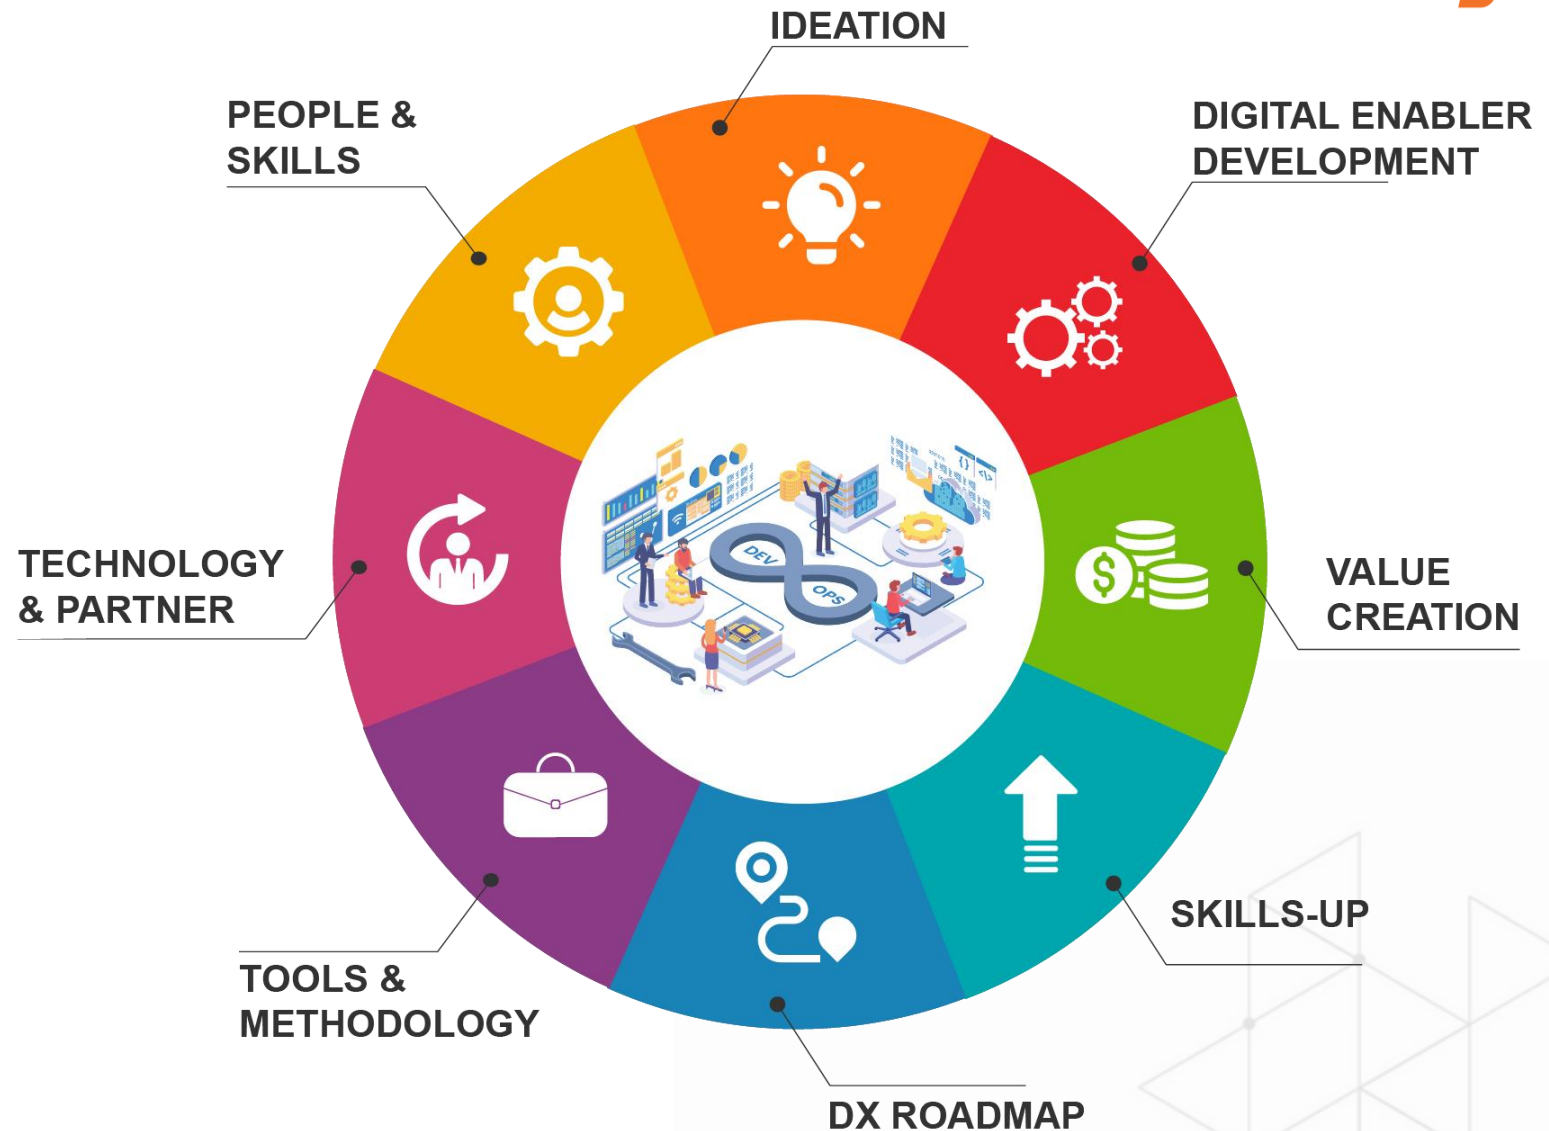 IDEATION
PEOPLE &
SKILLS
DIGITAL ENABLER
DEVELOPMENT
TECHNOLOGY
& PARTNER
DEV
OPS
VALUE
CREATION
SKILLS-UP
TOOLS &
METHODOLOGY
DX ROADMAP